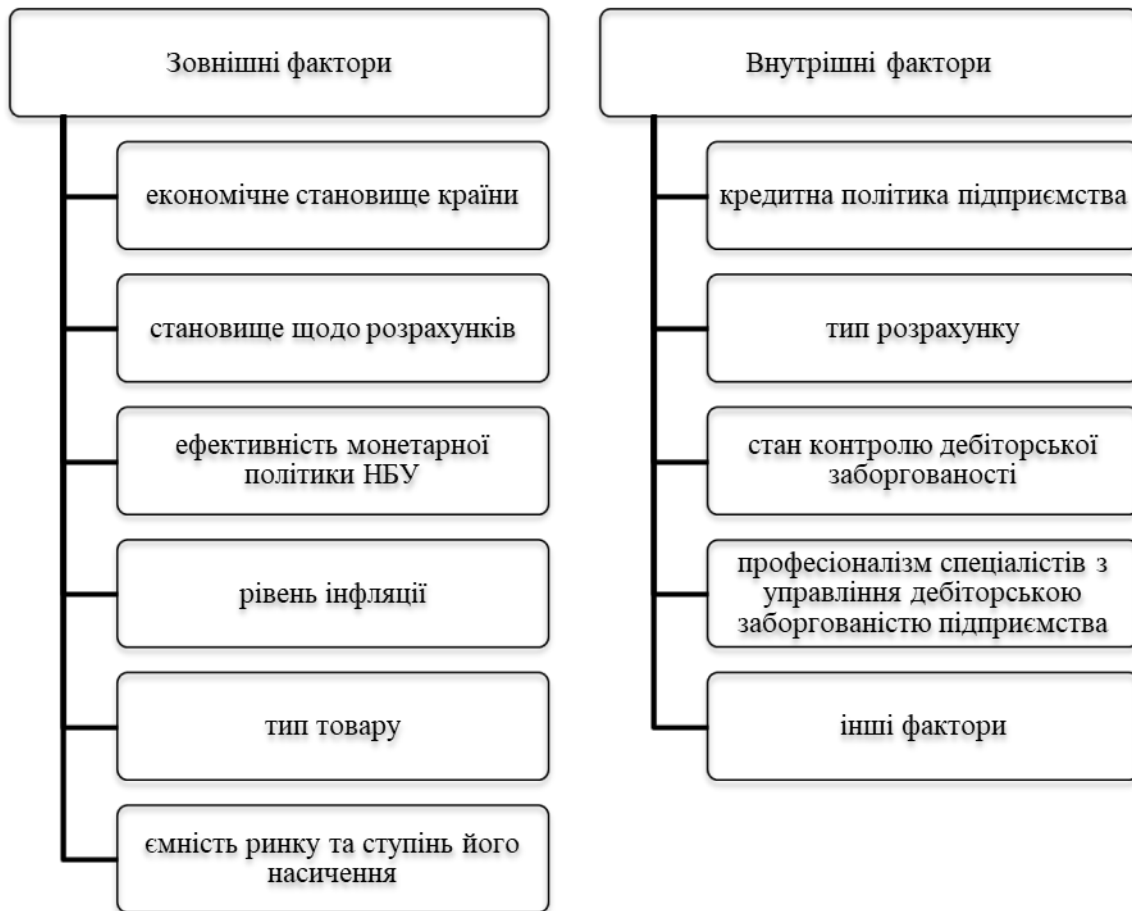 Зовнішні фактори
економічне становище країни
становище щодо розрахунків
ефективність монетарної
політики НБУ
рівень інфляції
тип товару
ємність ринку та ступінь його
насичення
Внутрішні фактори
кредитна політика підприємства
тип розрахунку
стан контролю дебіторської
заборгованості
професіоналізм спеціалістів з
управління дебіторською
заборгованістю підприємства
інші фактори